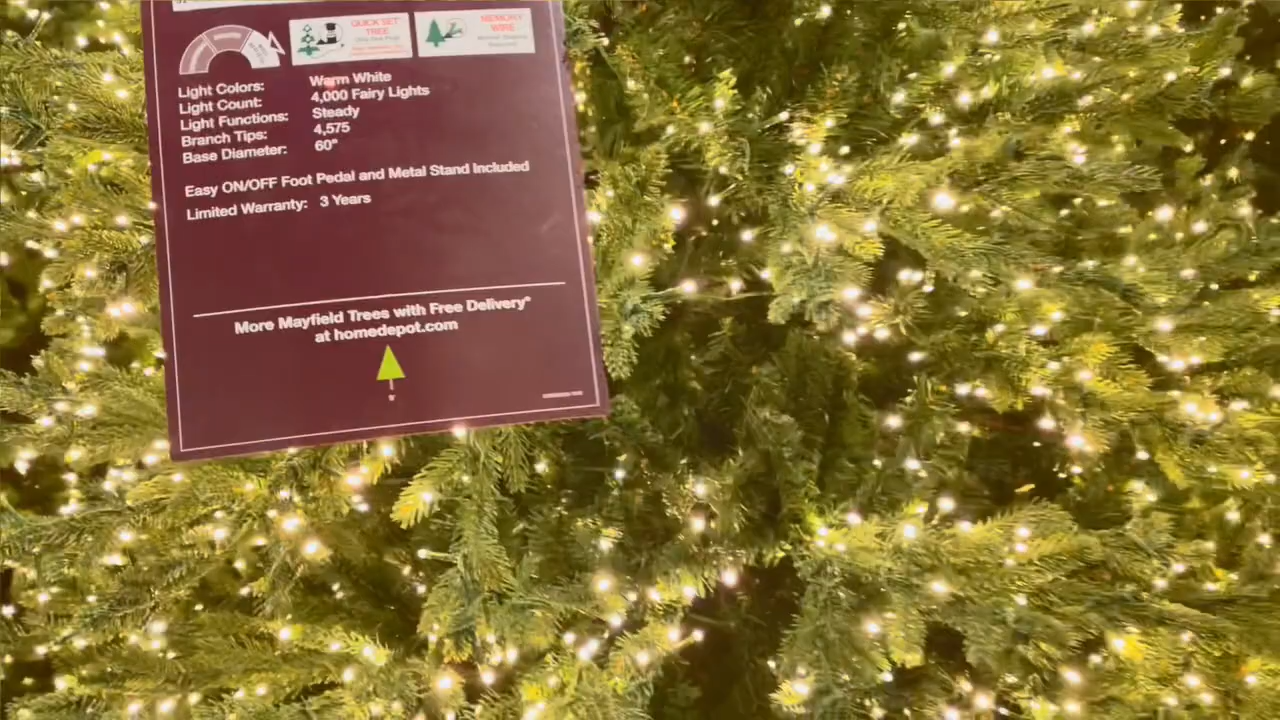 QUICK SET
TREE
MEMORY
WIRE
Light Colors: Warm White
Light Count: 4,000 Fairy Lights
Light Functions: Steady
Branch Tips: 4,575
Base Diameter: 60"
Easy ON/OFF Foot Pedal and Metal Stand Included
Limited Warranty: 3 Years
More Mayfield Trees with Free Delivery*
at homedepot.com